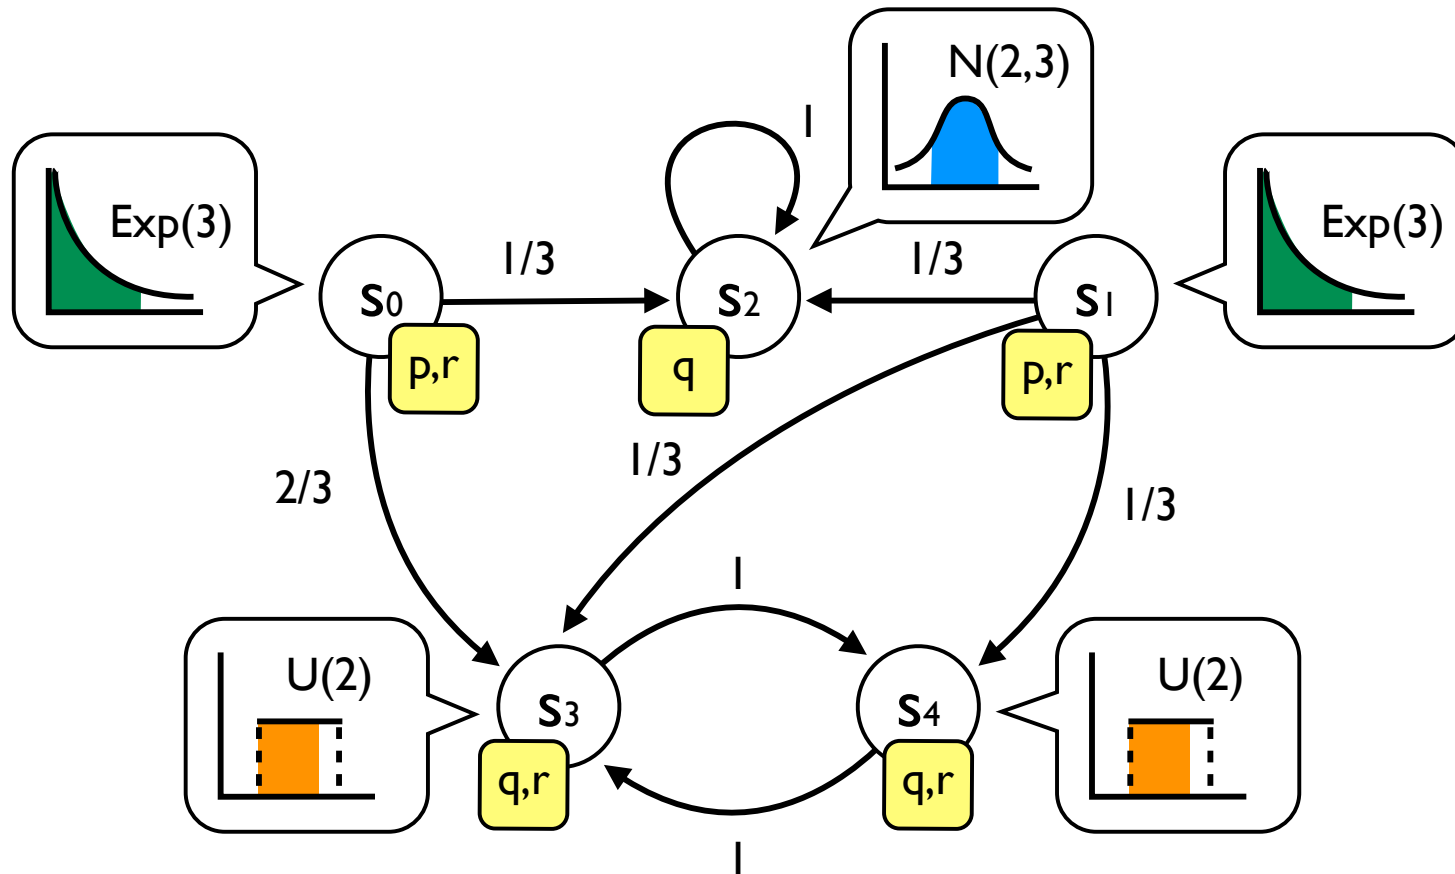 N(2,3)
1
Exp(3)
Exp(3)
1/3
1/3
s0
s2
s1
p,r
q
p,r
2/3
1/3
1/3
1
U(2)
U(2)
s3
s4
q,r
q,r
1